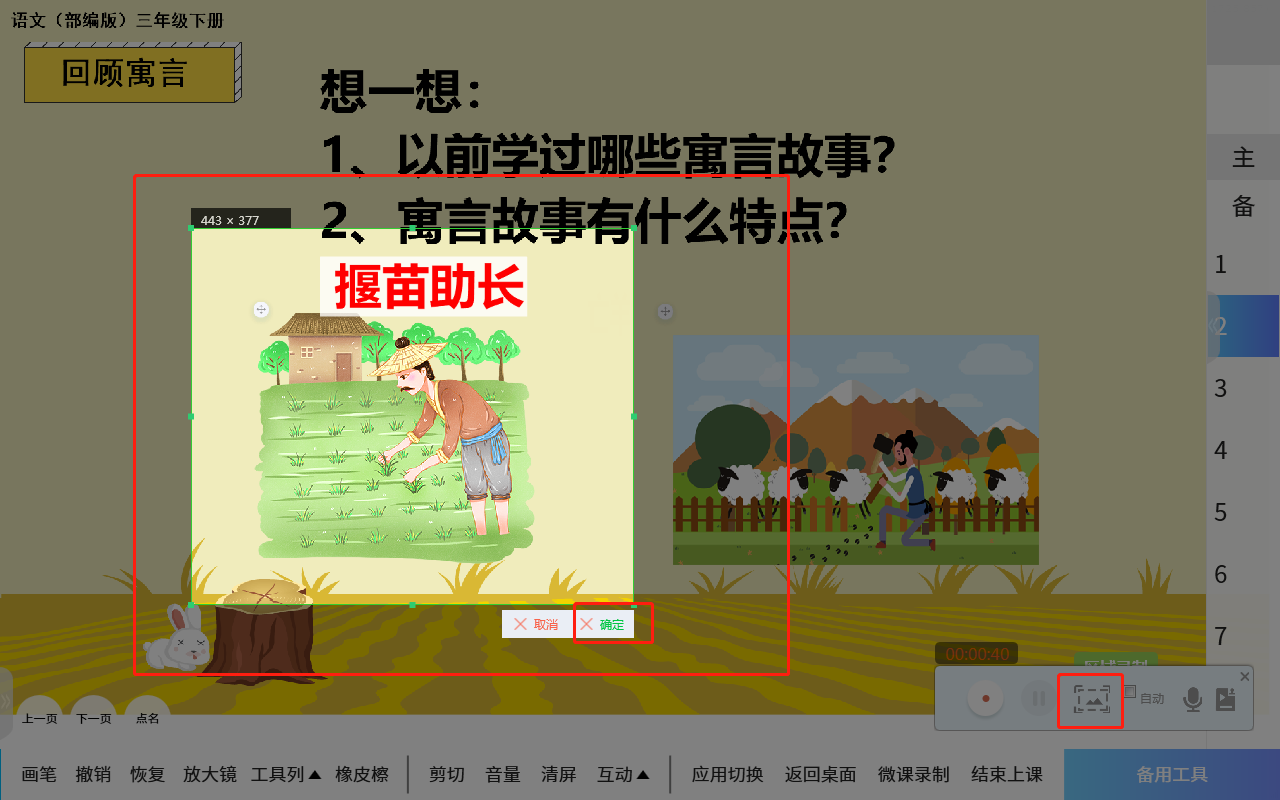 语文（部编版）三年级下册
回顾寓言
想一想：
1、以前学过哪些寓言故事？
2、寓言故事有什么特点？
443 × 377
揠苗助长
取消
确定
00:00:40
自动
主
备
1
2
3
4
5
6
7
上一页 下一页 点名
画笔 撤销 恢复 放大镜 工具列 橡皮檫 剪切 音量 清屏 互动 应用切换 返回桌面 微课录制 结束上课 备用工具